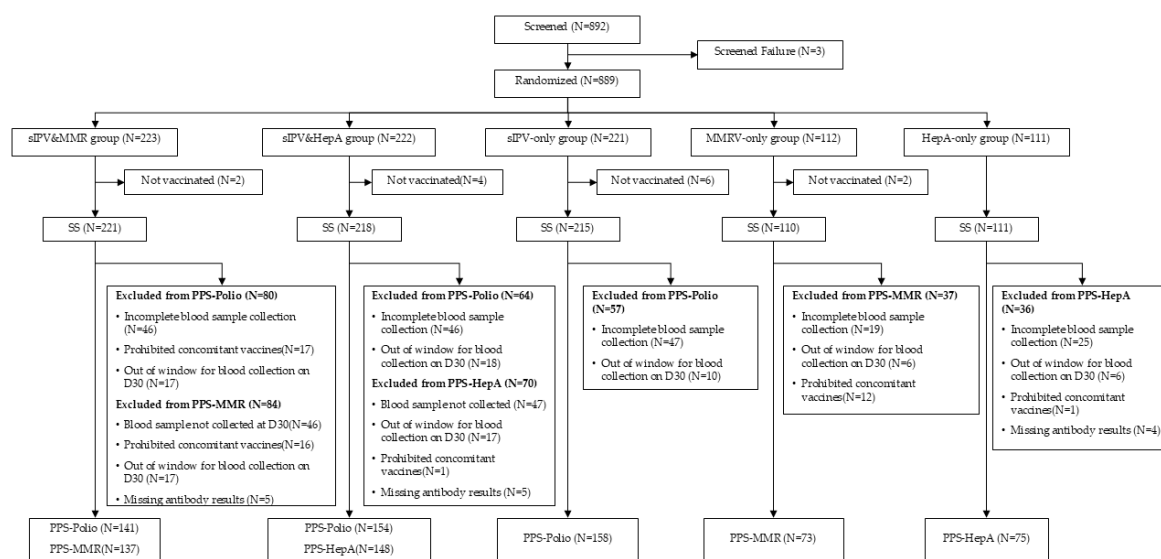 Screened (N=892)
Screened Failure (N=3)
Randomized (N=889)
sIPV&MMR group (N=223)
sIPV&HepA group (N=222)
sIPV-only group (N=221)
MMRV-only group (N=112)
HepA-only group (N=111)
Not vaccinated (N=2)
Not vaccinated(N=4)
Not vaccinated (N=6)
Not vaccinated (N=2)
SS (N=221)
SS (N=218)
SS (N=215)
SS (N=110)
SS (N=111)
Excluded from PPS-Polio (N=80)
• Incomplete blood sample collection
(N=46)
• Prohibited concomitant vaccines(N=17)
• Out of window for blood collection on
D30 (N=17)
Excluded from PPS-MMR (N=84)
• Blood sample not collected at D30(N=46)
• Prohibited concomitant vaccines(N=16)
• Out of window for blood collection on
D30 (N=17)
• Missing antibody results (N=5)
Excluded from PPS-Polio (N=64)
• Incomplete blood sample
collection (N=46)
• Out of window for blood
collection on D30 (N=18)
Excluded from PPS-HepA (N=70)
• Blood sample not collected (N=47)
• Out of window for blood
collection on D30 (N=17)
• Prohibited concomitant
vaccines(N=1)
• Missing antibody results (N=5)
Excluded from PPS-Polio
(N=57)
• Incomplete blood sample
collection (N=47)
• Out of window for blood
collection on D30 (N=10)
Excluded from PPS-MMR (N=37)
• Incomplete blood sample
collection (N=19)
• Out of window for blood
collection on D30 (N=6)
• Prohibited concomitant
vaccines(N=12)
Excluded from PPS-HepA
(N=36)
• Incomplete blood sample
collection (N=25)
• Out of window for blood
collection on D30 (N=6)
• Prohibited concomitant
vaccines(N=1)
• Missing antibody results (N=4)
PPS-Polio (N=141)
PPS-MMR(N=137)
PPS-Polio (N=154)
PPS-HepA(N=148)
PPS-Polio (N=158)
PPS-MMR (N=73)
PPS-HepA (N=75)